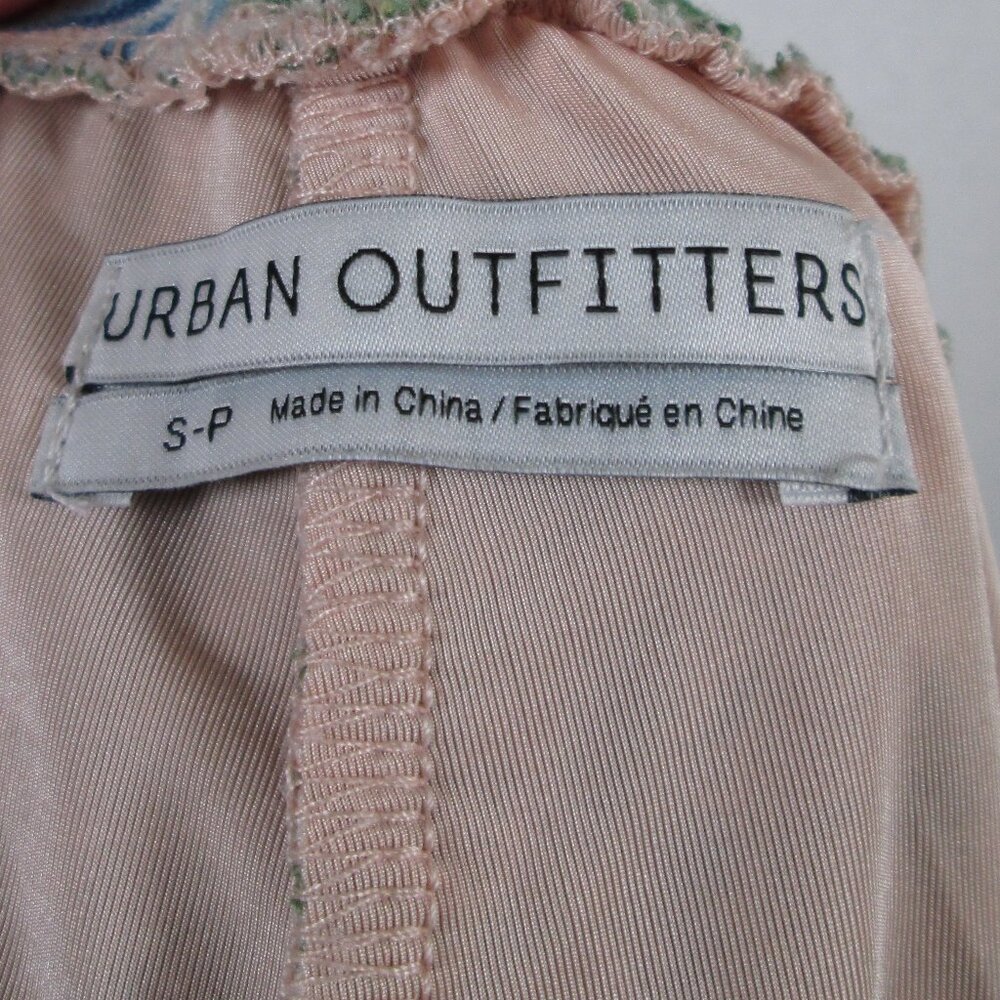 URBAN OUTFITTERS
S-P Made in China / Fabriqué en Chine